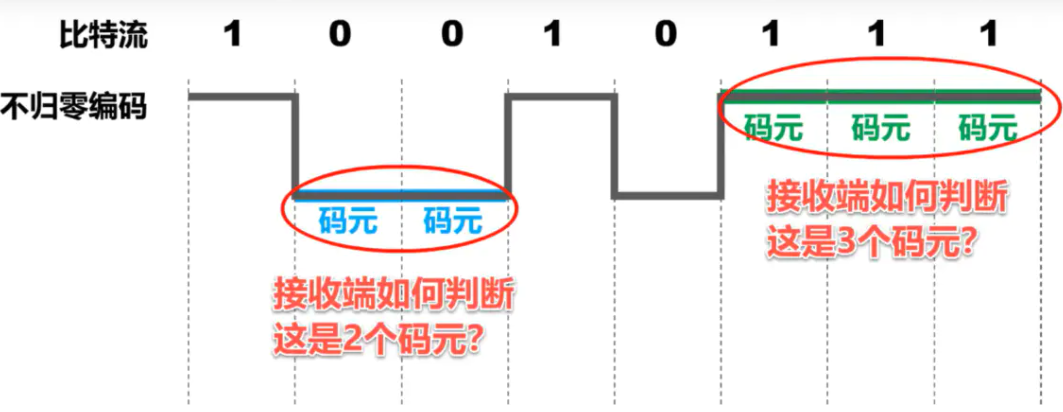 比特流 1 0 0 1 0 1 1 1
不归零编码
码元 码元 码元
码元 码元
接收端如何判断
这是3个码元?
接收端如何判断
这是2个码元?